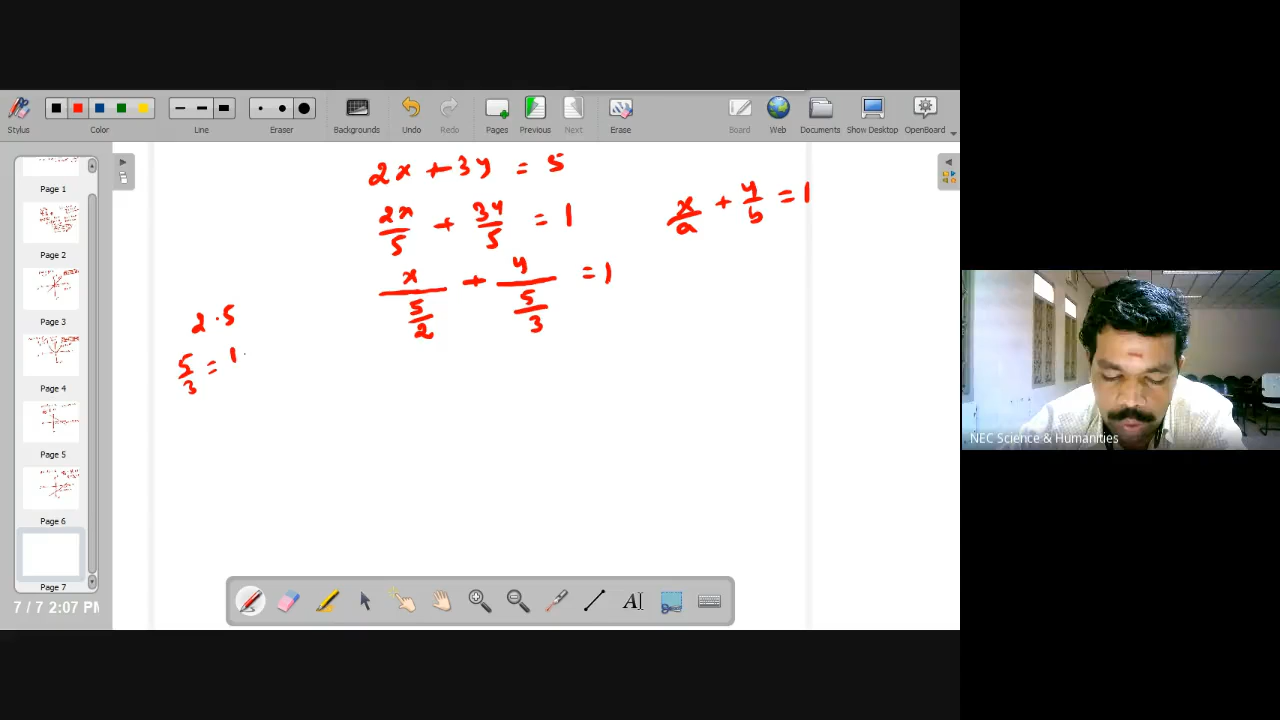 Stylus
Color
Line
Eraser
Backgrounds
Undo
Redo
Pages
Previous
Next
Erase
Board
Web
Documents
Show Desktop
OpenBoard
Page 1
Page 2
Page 3
Page 4
Page 5
Page 6
Page 7
2x + 3y = 5
2x/5 + 3y/5 = 1
x/a + y/b = 1
x/(5/2) + y/(5/3) = 1
2.5
5/3 = 1.
NEC Science & Humanities
7 / 7 2:07 PM